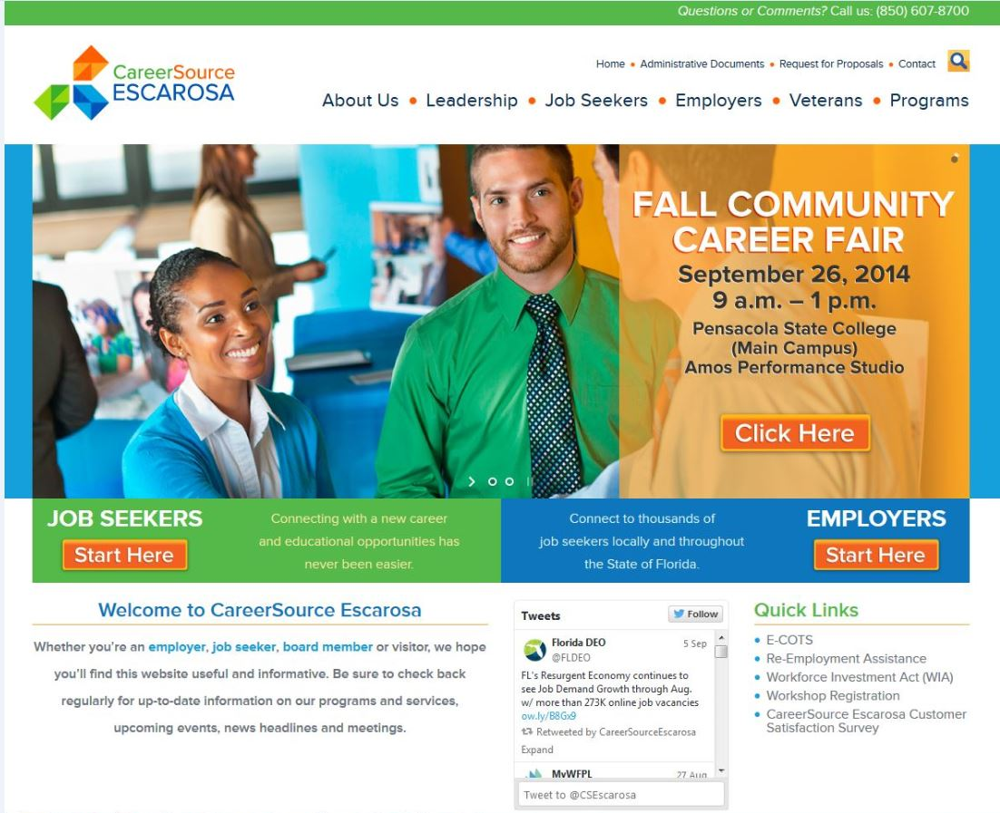 Questions or Comments? Call us: (850) 607-8700
CareerSource
ESCAROSA
Home • Administrative Documents • Request for Proposals • Contact
About Us • Leadership • Job Seekers • Employers • Veterans • Programs
FALL COMMUNITY
CAREER FAIR
September 26, 2014
9 a.m. – 1 p.m.
Pensacola State College
(Main Campus)
Amos Performance Studio
Click Here
JOB SEEKERS
Start Here
Connecting with a new career
and educational opportunities has
never been easier.
Connect to thousands of
job seekers locally and throughout
the State of Florida.
EMPLOYERS
Start Here
Welcome to CareerSource Escarosa
Whether you're an employer, job seeker, board member or visitor, we hope
you'll find this website useful and informative. Be sure to check back
regularly for up-to-date information on our programs and services,
upcoming events, news headlines and meetings.
Tweets
Follow
Florida DEO 5 Sep
@FLDEO
FL's Resurgent Economy continues to
see Job Demand Growth through Aug.
w/ more than 273K online job vacancies
ow.ly/B8Gx9
Retweeted by CareerSourceEscarosa
Expand
MyWFPL 27 Aug
Tweet to @CSEscarosa
Quick Links
• E-COTS
• Re-Employment Assistance
• Workforce Investment Act (WIA)
• Workshop Registration
• CareerSource Escarosa Customer
Satisfaction Survey